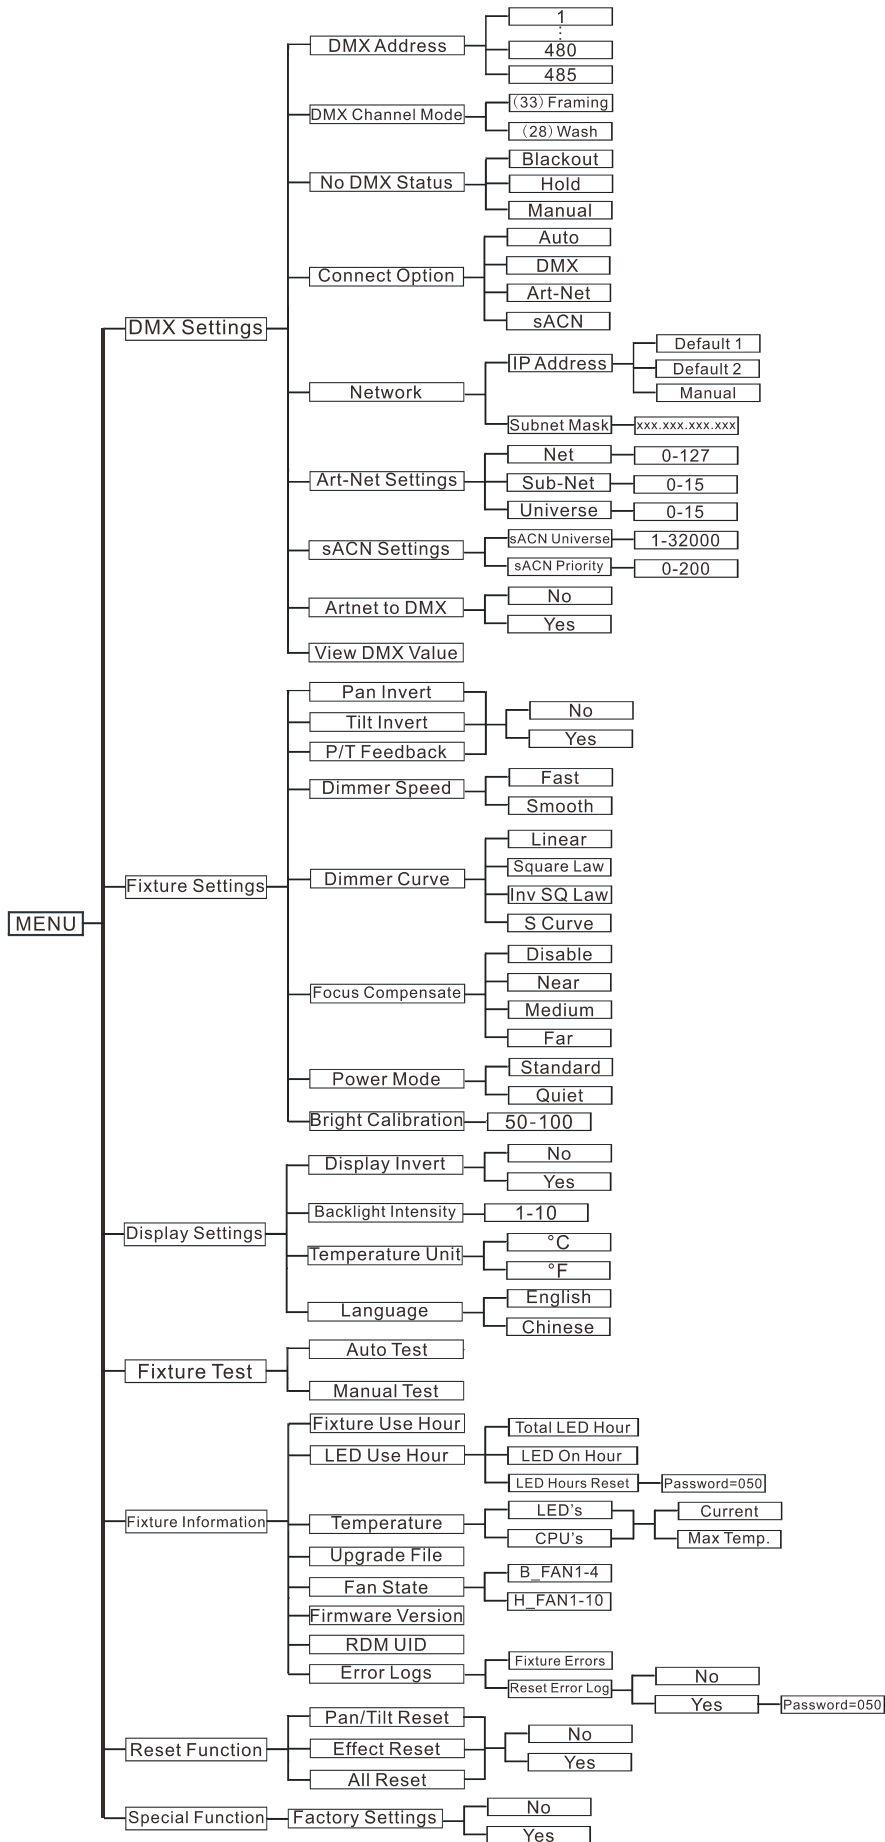 MENU
DMX Settings
DMX Address
1
480
485
DMX Channel Mode
(33) Framing
(28) Wash
No DMX Status
Blackout
Hold
Manual
Connect Option
Auto
DMX
Art-Net
sACN
Network
IP Address
Default 1
Default 2
Manual
Subnet Mask
xxx.xxx.xxx.xxx
Art-Net Settings
Net
0-127
Sub-Net
0-15
Universe
0-15
sACN Settings
sACN Universe
1-32000
sACN Priority
0-200
Artnet to DMX
No
Yes
View DMX Value
Fixture Settings
Pan Invert
Tilt Invert
P/T Feedback
No
Yes
Dimmer Speed
Fast
Smooth
Dimmer Curve
Linear
Square Law
Inv SQ Law
S Curve
Focus Compensate
Disable
Near
Medium
Far
Power Mode
Standard
Quiet
Bright Calibration
50-100
Display Settings
Display Invert
No
Yes
Backlight Intensity
1-10
Temperature Unit
°C
°F
Language
English
Chinese
Fixture Test
Auto Test
Manual Test
Fixture Information
Fixture Use Hour
LED Use Hour
Total LED Hour
LED On Hour
LED Hours Reset
Password=050
Temperature
LED's
CPU's
Current
Max Temp.
Upgrade File
Fan State
B_FAN1-4
H_FAN1-10
Firmware Version
RDM UID
Error Logs
Fixture Errors
Reset Error Log
No
Yes
Password=050
Reset Function
Pan/Tilt Reset
Effect Reset
All Reset
No
Yes
Special Function
Factory Settings
No
Yes